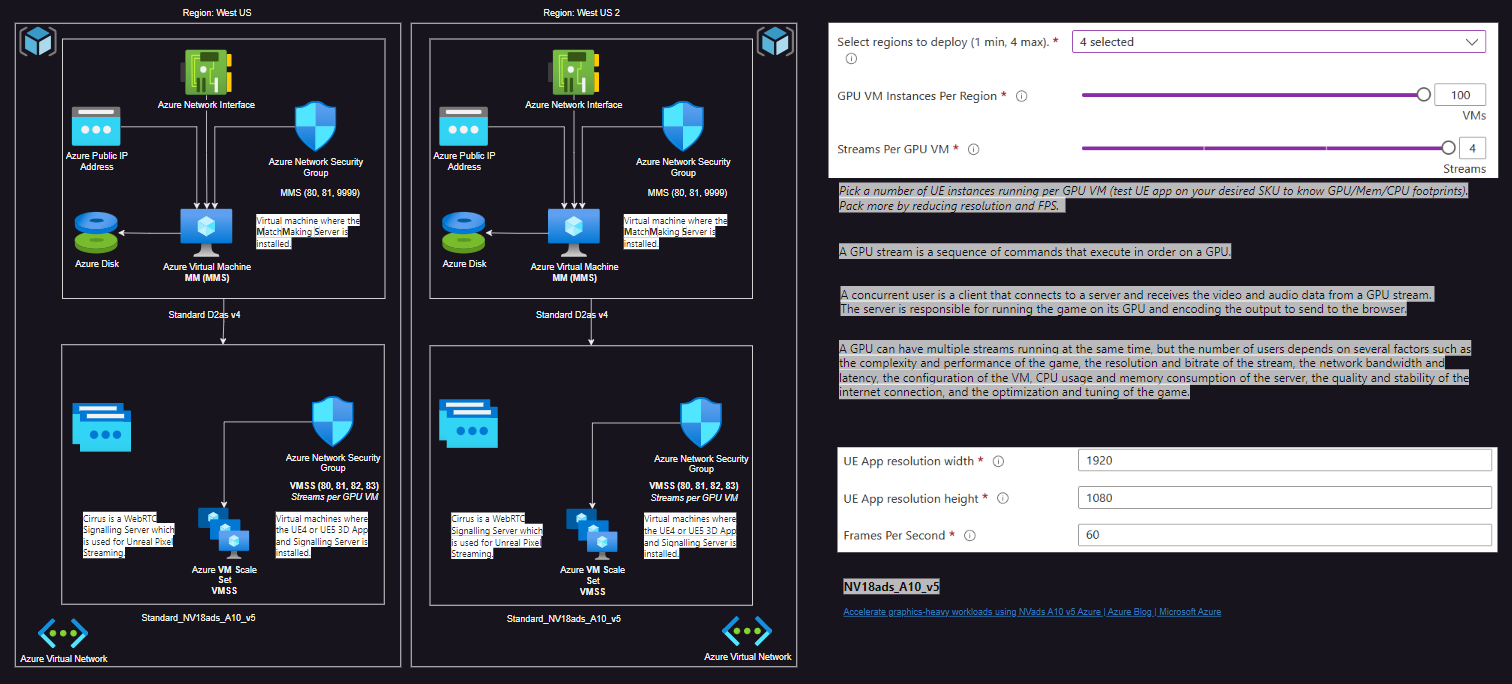 Region: West US
Azure Network Interface
Azure Public IP
Address
Azure Network Security
Group
MMS (80, 81, 9999)
Virtual machine where the
MatchMaking Server is
installed.
Azure Disk
Azure Virtual Machine
MM (MMS)
Standard D2as v4
Azure Network Security
Group
VMSS (80, 81, 82, 83)
Streams per GPU VM
Cirrus is a WebRTC
Signalling Server which
is used for Unreal Pixel
Streaming.
Virtual machines where
the UE4 or UE5 3D App
and Signalling Server is
installed.
Azure VM Scale
Set
VMSS
Standard_NV18ads_A10_v5
Azure Virtual Network
Region: West US 2
Azure Network Interface
Azure Public IP
Address
Azure Network Security
Group
MMS (80, 81, 9999)
Virtual machine where the
MatchMaking Server is
installed.
Azure Disk
Azure Virtual Machine
MM (MMS)
Standard D2as v4
Azure Network Security
Group
VMSS (80, 81, 82, 83)
Streams per GPU VM
Cirrus is a WebRTC
Signalling Server which
is used for Unreal Pixel
Streaming.
Virtual machines where
the UE4 or UE5 3D App
and Signalling Server is
installed.
Azure VM Scale
Set
VMSS
Standard_NV18ads_A10_v5
Azure Virtual Network
Select regions to deploy (1 min, 4 max). * 4 selected
GPU VM Instances Per Region * 100
VMs
Streams Per GPU VM * 4
Streams
Pick a number of UE instances running per GPU VM (test UE app on your desired SKU to know GPU/Mem/CPU footprints).
Pack more by reducing resolution and FPS.
A GPU stream is a sequence of commands that execute in order on a GPU.
A concurrent user is a client that connects to a server and receives the video and audio data from a GPU stream.
The server is responsible for running the game on its GPU and encoding the output to send to the browser.
A GPU can have multiple streams running at the same time, but the number of users depends on several factors such as
the complexity and performance of the game, the resolution and bitrate of the stream, the network bandwidth and
latency, the configuration of the VM, CPU usage and memory consumption of the server, the quality and stability of the
internet connection, and the optimization and tuning of the game.
UE App resolution width * 1920
UE App resolution height * 1080
Frames Per Second * 60
NV18ads_A10_v5
Accelerate graphics-heavy workloads using NVads A10 v5 Azure | Azure Blog | Microsoft Azure